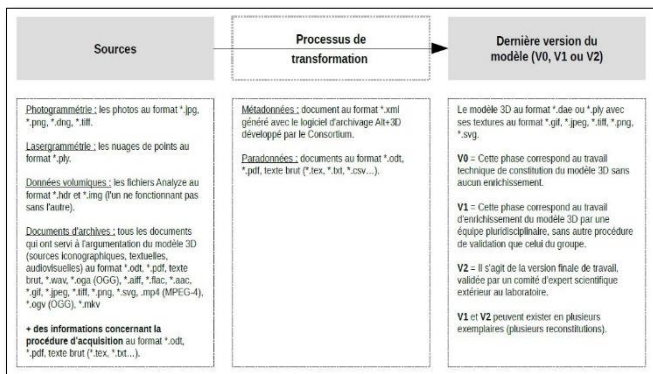 Sources
Processus de
transformation
Dernière version du
modèle (V0, V1 ou V2)
Photogrammétrie : les photos au format *.jpg,
*.png, *.dng, *.tiff.
Lasergrammétrie : les nuages de points au
format *.ply.
Données volumiques : les fichiers Analyze au
format *.hdr et *.img (l'un ne fonctionnant pas
sans l'autre).
Documents d'archives : tous les documents
qui ont servi à l'argumentation du modèle 3D
(sources iconographiques, textuelles,
audiovisuelles) au format *.odt, *.pdf, texte
brut, *.wav, *.oga (OGG), *.aiff, *.flac, *.aac,
*.gif, *.jpeg, *.tiff, *.png, *.svg, .mp4 (MPEG-4),
*.ogv (OGG), *.mkv
+ des informations concernant la
procédure d'acquisition au format *.odt,
*.pdf, texte brut (*.tex, *.txt…).
Métadonnées : document au format *.xml
généré avec le logiciel d'archivage Alt+3D
développé par le Consortium.
Paradonnées : documents au format *.odt,
*.pdf, texte brut (*.tex, *.txt, *.csv…).
Le modèle 3D au format *.dae ou *.ply avec
ses textures au format *.gif, *.jpeg, *.tiff, *.png,
*.svg.
V0 = Cette phase correspond au travail
technique de constitution du modèle 3D sans
aucun enrichissement.
V1 = Cette phase correspond au travail
d'enrichissement du modèle 3D par une
équipe pluridisciplinaire, sans autre procédure
de validation que celui du groupe.
V2 = Il s'agit de la version finale de travail,
validée par un comité d'expert scientifique
extérieur au laboratoire.
V1 et V2 peuvent exister en plusieurs
exemplaires (plusieurs reconstitutions).